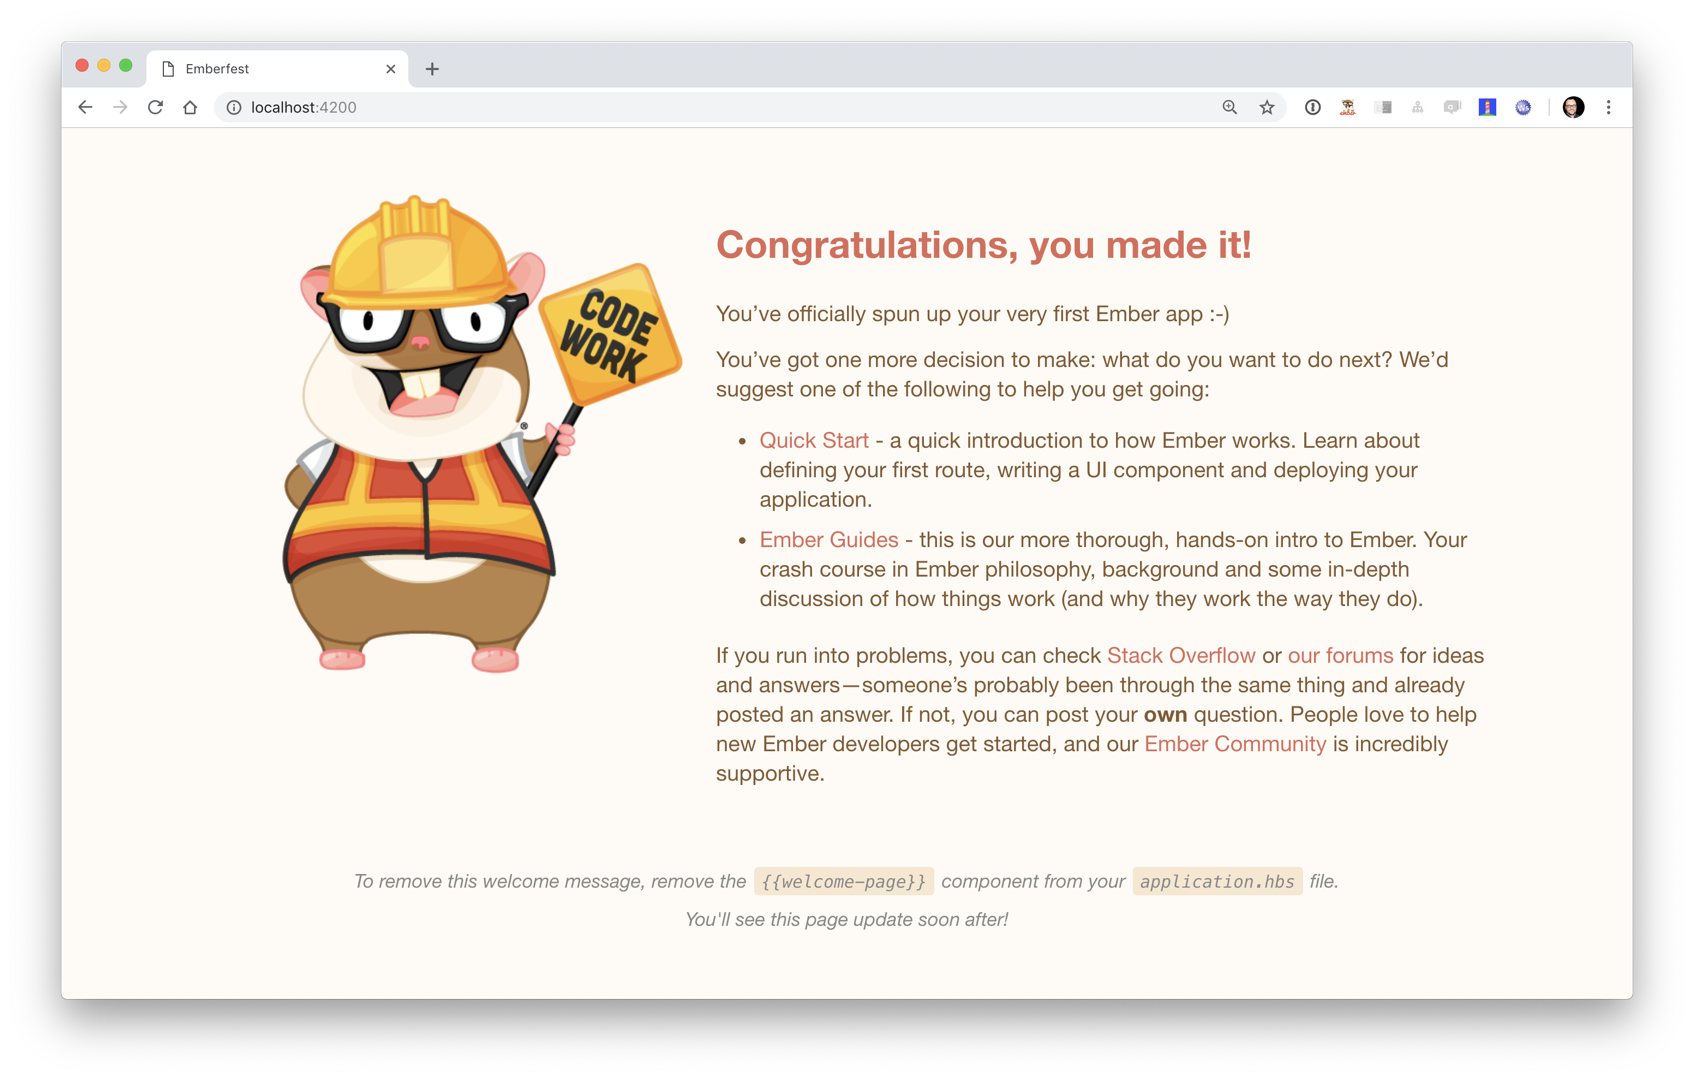 Emberfest
localhost:4200
CODE
WORK
®
Congratulations, you made it!
You’ve officially spun up your very first Ember app :-)
You’ve got one more decision to make: what do you want to do next? We’d
suggest one of the following to help you get going:
• Quick Start - a quick introduction to how Ember works. Learn about
defining your first route, writing a UI component and deploying your
application.
• Ember Guides - this is our more thorough, hands-on intro to Ember. Your
crash course in Ember philosophy, background and some in-depth
discussion of how things work (and why they work the way they do).
If you run into problems, you can check Stack Overflow or our forums for ideas
and answers—someone’s probably been through the same thing and already
posted an answer. If not, you can post your own question. People love to help
new Ember developers get started, and our Ember Community is incredibly
supportive.
To remove this welcome message, remove the {{welcome-page}} component from your application.hbs file.
You'll see this page update soon after!